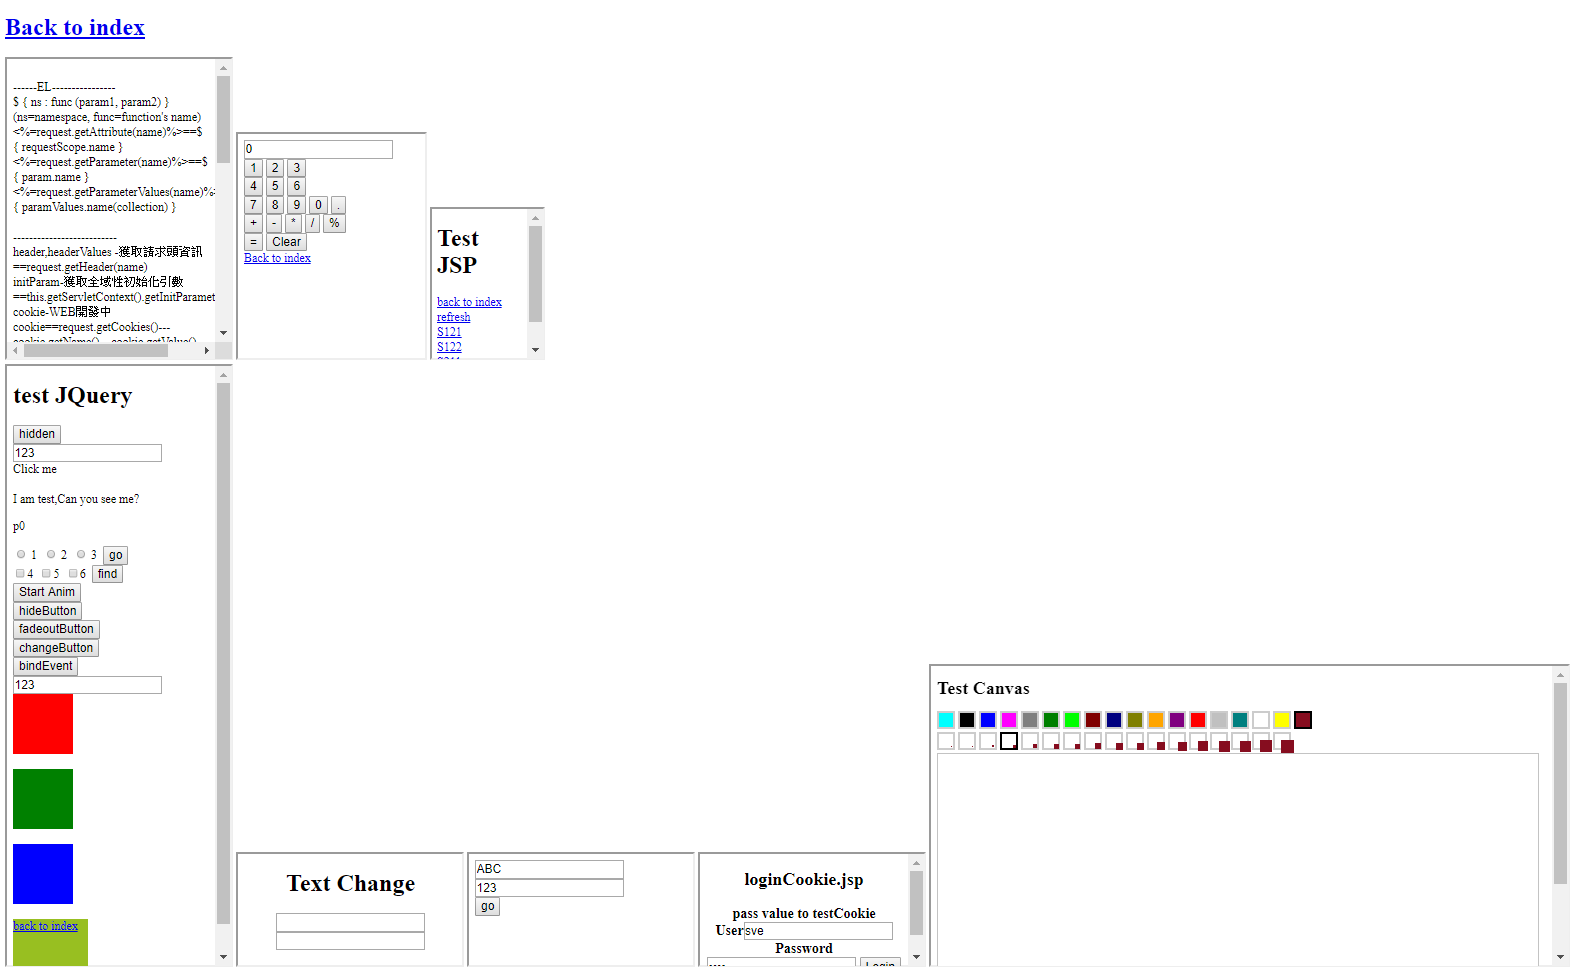 Back to index
------EL----------------
$ { ns : func (param1, param2) }
(ns=namespace, func=function's name)
<%=request.getAttribute(name)%>==$
{ requestScope.name }
<%=request.getParameter(name)%>==$
{ param.name }
<%=request.getParameterValues(name)%>
{ paramValues.name(collection) }
--------------------------
header,headerValues -獲取請求頭資訊
==request.getHeader(name)
initParam-獲取全域性初始化引數
==this.getServletContext().getInitParamet
cookie-WEB開發中
cookie==request.getCookies()---
cookie.getName()---cookie.getValue()
0
1 2 3
4 5 6
7 8 9 0 .
+ - * / %
= Clear
Back to index
Test
JSP
back to index
refresh
S121
S122
S211
test JQuery
hidden
123
Click me
I am test,Can you see me?
p0
1 2 3 go
4 5 6 find
Start Anim
hideButton
fadeoutButton
changeButton
bindEvent
123
back to index
Text Change
ABC
123
go
loginCookie.jsp
pass value to testCookie
User sve
Password
Login
Test Canvas